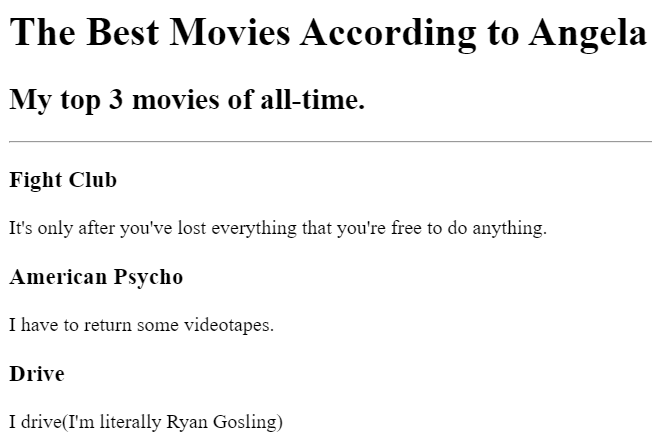 The Best Movies According to Angela
My top 3 movies of all-time.
Fight Club
It's only after you've lost everything that you're free to do anything.
American Psycho
I have to return some videotapes.
Drive
I drive(I'm literally Ryan Gosling)